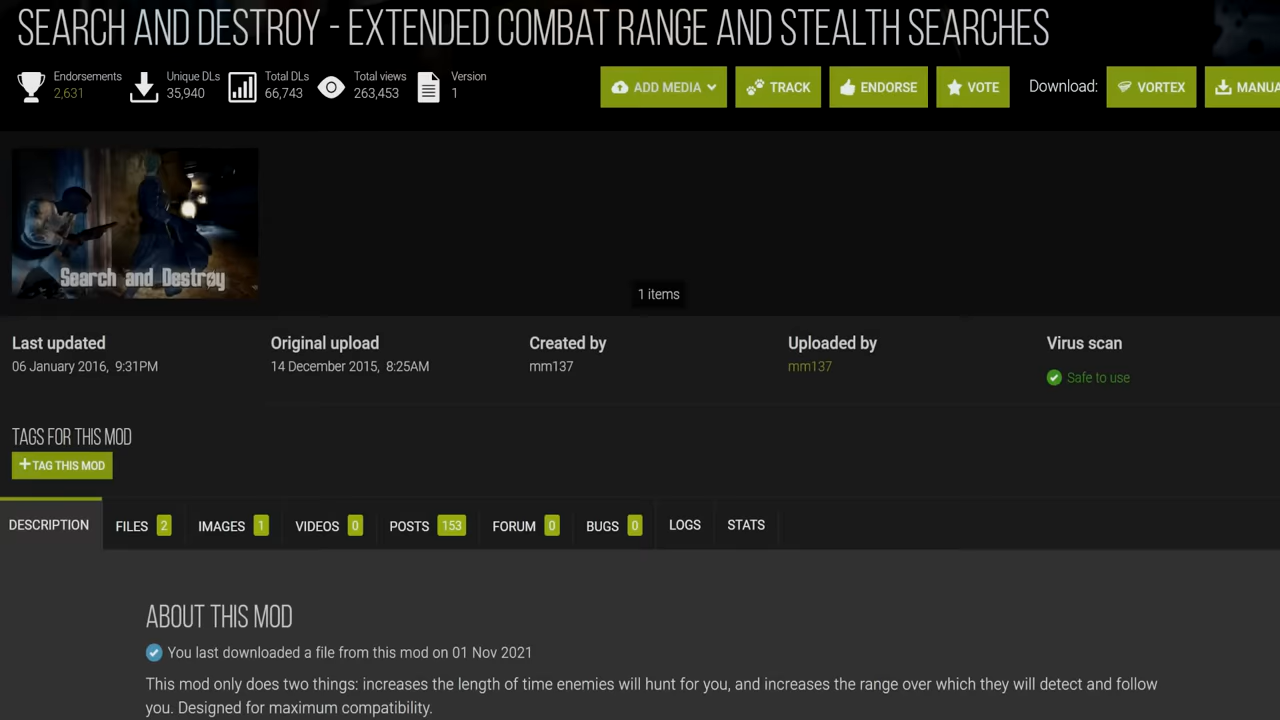 SEARCH AND DESTROY - EXTENDED COMBAT RANGE AND STEALTH SEARCHES
Endorsements
2,631
Unique DLs
35,940
Total DLs
66,743
Total views
263,453
Version
1
ADD MEDIA
TRACK
ENDORSE
VOTE
Download:
VORTEX
MANUA
Search and Destroy
1 items
Last updated
06 January 2016, 9:31PM
Original upload
14 December 2015, 8:25AM
Created by
mm137
Uploaded by
mm137
Virus scan
Safe to use
TAGS FOR THIS MOD
+TAG THIS MOD
DESCRIPTION
FILES 2
IMAGES 1
VIDEOS 0
POSTS 153
FORUM 0
BUGS 0
LOGS
STATS
ABOUT THIS MOD
You last downloaded a file from this mod on 01 Nov 2021
This mod only does two things: increases the length of time enemies will hunt for you, and increases the range over which they will detect and follow
you. Designed for maximum compatibility.